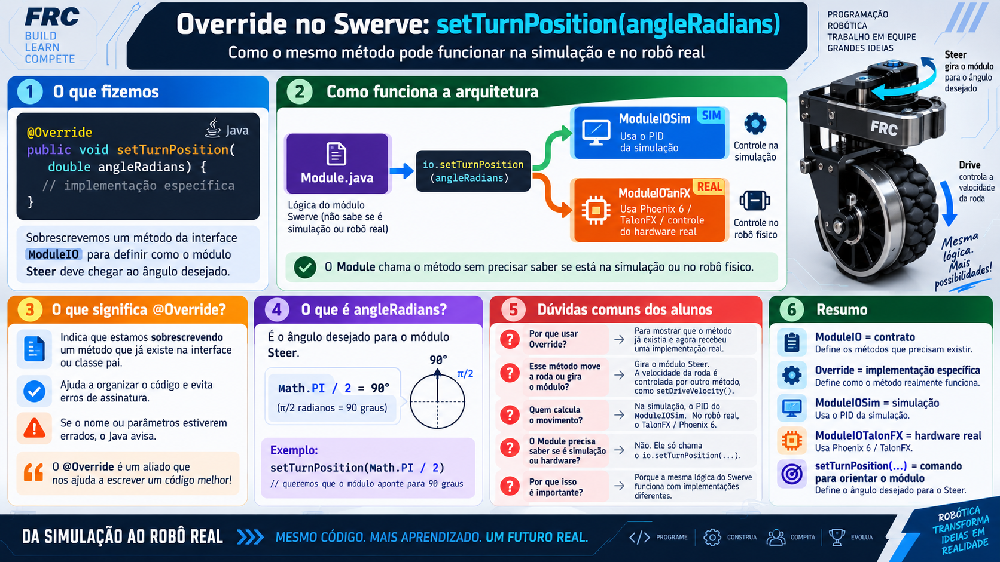 FRC
BUILD
LEARN
COMPETE
Override no Swerve: setTurnPosition(angleRadians)
Como o mesmo método pode funcionar na simulação e no robô real
PROGRAMAÇÃO
ROBÓTICA
TRABALHO EM EQUIPE
GRANDES IDEIAS
1 O que fizemos
Java
@Override
public void setTurnPosition(
double angleRadians) {
// implementação específica
}
Sobrescrevemos um método da interface
ModuleIO para definir como o módulo
Steer deve chegar ao ângulo desejado.
2 Como funciona a arquitetura
Module.java
Lógica do módulo
Swerve (não sabe se é
simulação ou robô real)
io.setTurnPosition
(angleRadians)
ModuleIOSim SIM
Usa o PID
da simulação
Controle na
simulação
ModuleIOTanFX REAL
Usa Phoenix 6 /
TalonFX / controle
do hardware real
Controle no
robô físico
O Module chama o método sem precisar saber se está na simulação ou no robô físico.
Steer
gira o módulo
para o ângulo
desejado
FRC
Drive
controla a
velocidade
da roda
Mesma
lógica.
Mais
possibilidades!
3 O que significa @Override?
Indica que estamos sobrescrevendo
um método que já existe na interface
ou classe pai.
Ajuda a organizar o código e evita
erros de assinatura.
Se o nome ou parâmetros estiverem
errados, o Java avisa.
O @Override é um aliado que
nos ajuda a escrever um código melhor!
4 O que é angleRadians?
É o ângulo desejado para o módulo
Steer.
Math.PI / 2 = 90°
(π/2 radianos = 90 graus)
90°
π/2
Exemplo:
setTurnPosition(Math.PI / 2)
// queremos que o módulo aponte para 90 graus
5 Dúvidas comuns dos alunos
? Por que usar
Override?
→ Para mostrar que o método
já existia e agora recebeu
uma implementação real.
? Esse método move
a roda ou gira
o módulo?
→ Gira o módulo Steer.
A velocidade da roda é
controlada por outro método,
como setDriveVelocity().
? Quem calcula
o movimento?
→ Na simulação, o PID do
ModuleIOSim. No robô real,
o TalonFX / Phoenix 6.
? O Module precisa
saber se é simulação
ou hardware?
→ Não. Ele só chama
o io.setTurnPosition(...).
? Por que isso
é importante?
→ Porque a mesma lógica do Swerve
funciona com implementações
diferentes.
6 Resumo
ModuleIO = contrato
Define os métodos que precisam existir.
Override = implementação específica
Define como o método realmente funciona.
ModuleIOSim = simulação
Usa o PID da simulação.
ModuleIOTalonFX = hardware real
Usa Phoenix 6 / TalonFX.
setTurnPosition(...) = comando
para orientar o módulo
Define o ângulo desejado para o Steer.
DA SIMULAÇÃO AO ROBÔ REAL
MESMO CÓDIGO. MAIS APRENDIZADO. UM FUTURO REAL.
</> PROGRAME
CONSTRUA
COMPITA
EVOLUA
ROBÓTICA
TRANSFORMA
IDEIAS EM
REALIDADE